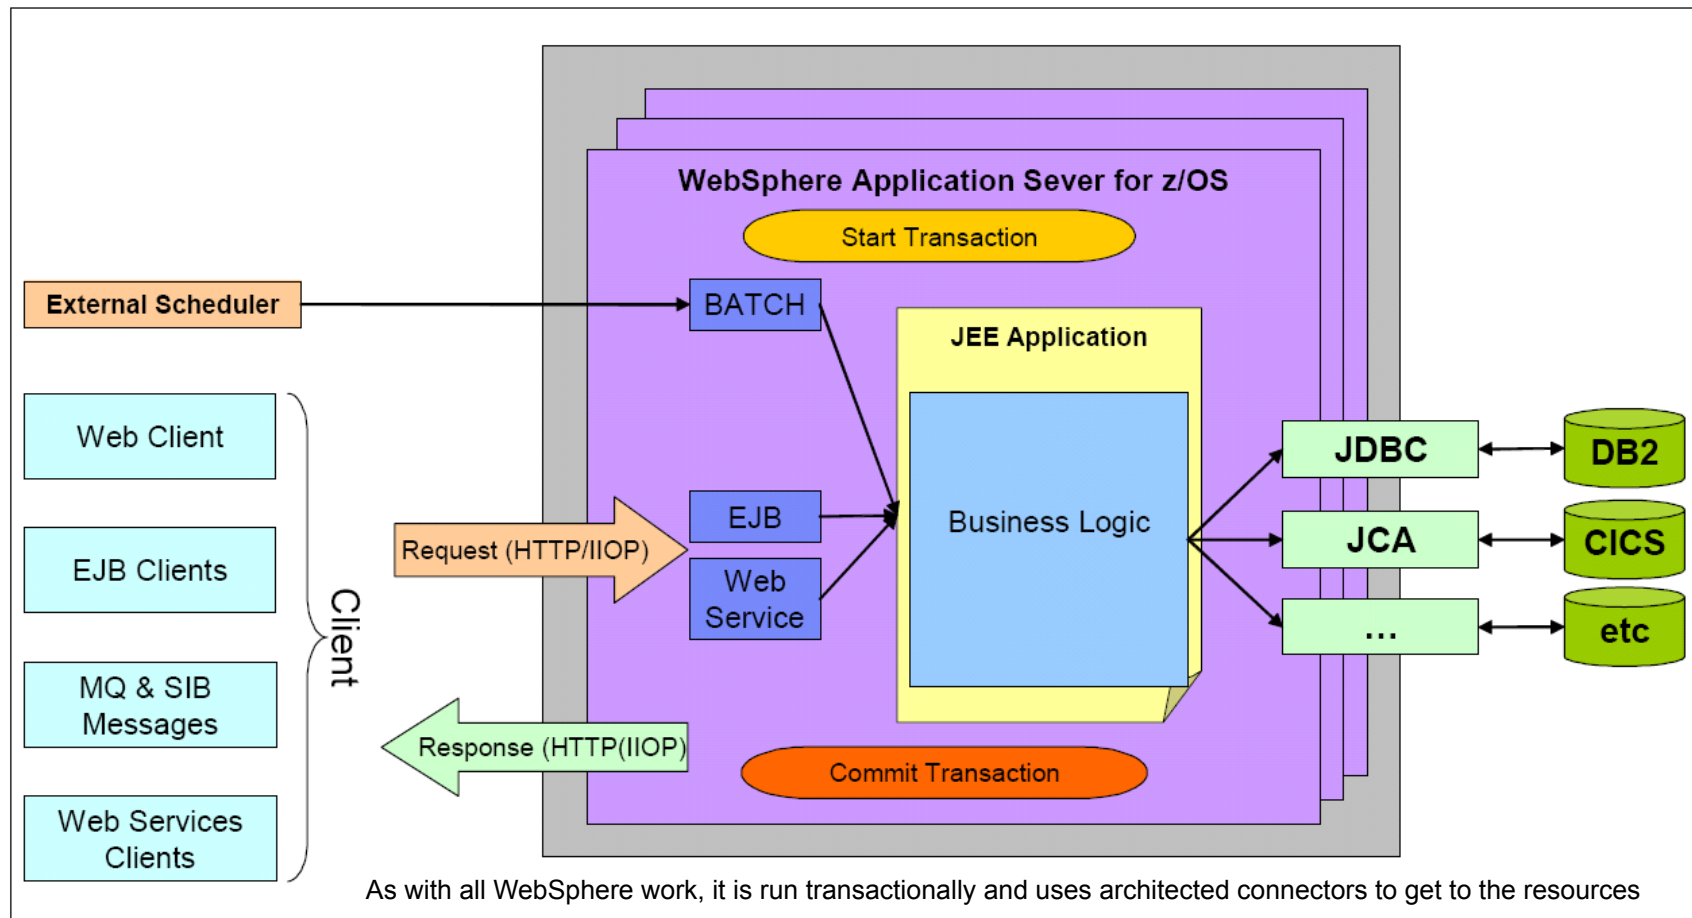 WebSphere Application Sever for z/OS
Start Transaction
External Scheduler
BATCH
JEE Application
Web Client
EJB Clients
MQ & SIB
Messages
Web Services
Clients
Client
Request (HTTP/IIOP)
EJB
Web
Service
Business Logic
JDBC
DB2
JCA
CICS
...
etc
Response (HTTP(IIOP)
Commit Transaction
As with all WebSphere work, it is run transactionally and uses architected connectors to get to the resources